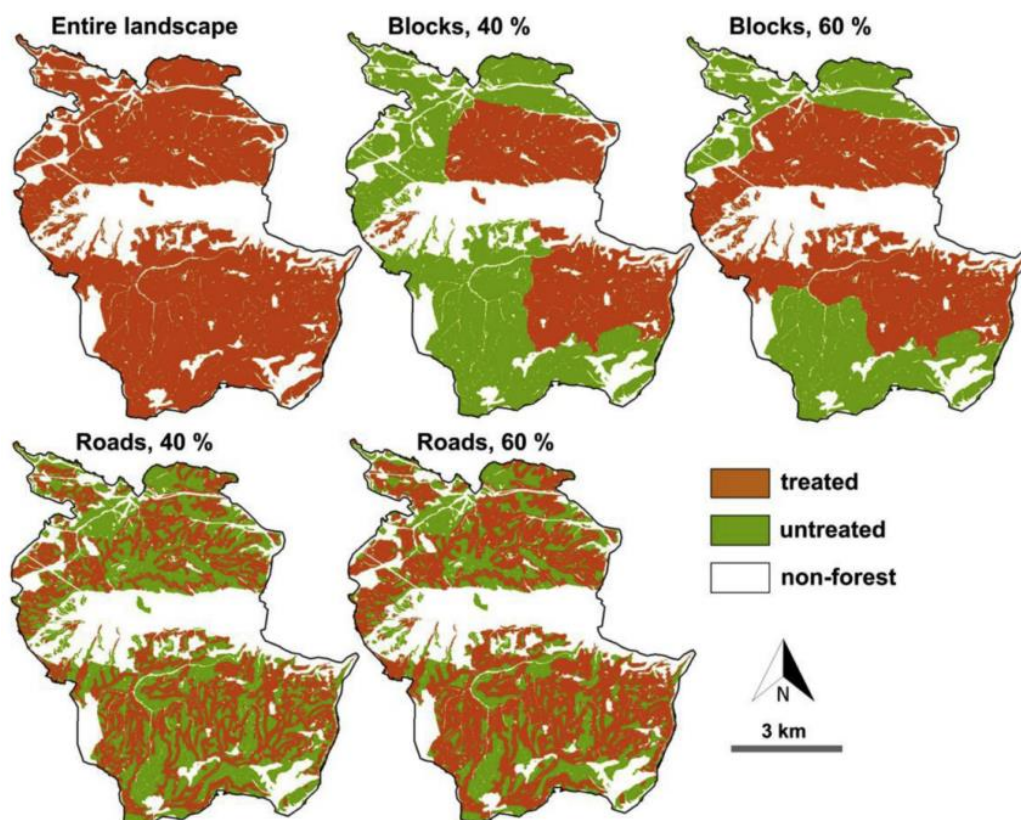 Entire landscape
Blocks, 40 %
Blocks, 60 %
Roads, 40 %
Roads, 60 %
treated
untreated
non-forest
N
3 km